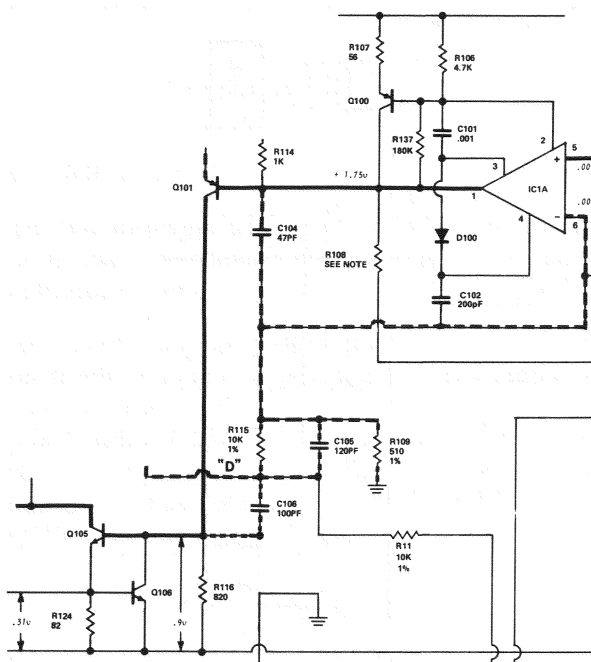 R107
56
R106
4.7K
Q100
C101
.001
R137
180K
2
5
+
3
.00
R114
1K
+ 1.75v
1
IC1A
Q101
.00
-
6
4
C104
47PF
D100
R108
SEE NOTE
C102
200pF
R115
10K
1%
C105
120PF
R109
510
1%
"D"
C106
100PF
Q105
R11
10K
1%
Q106
R116
820
R124
82
.31v
.9v